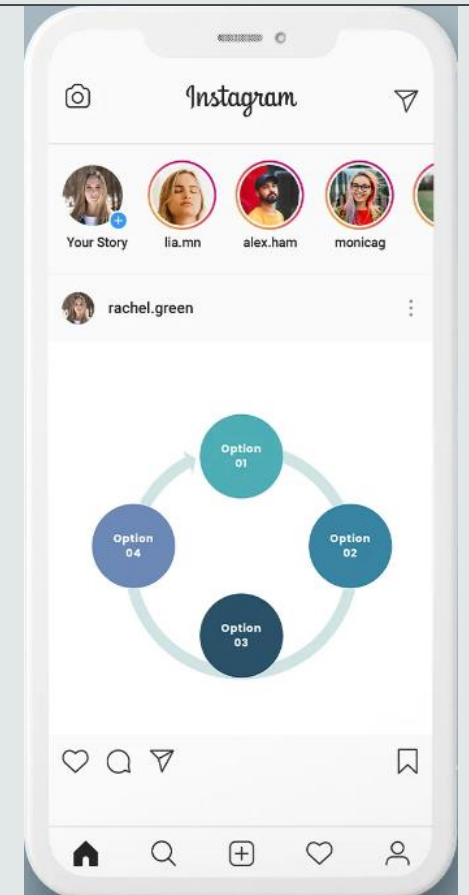 Instagram
Your Story
lia.mn
alex.ham
monicag
rachel.green
Option
01
Option
02
Option
03
Option
04